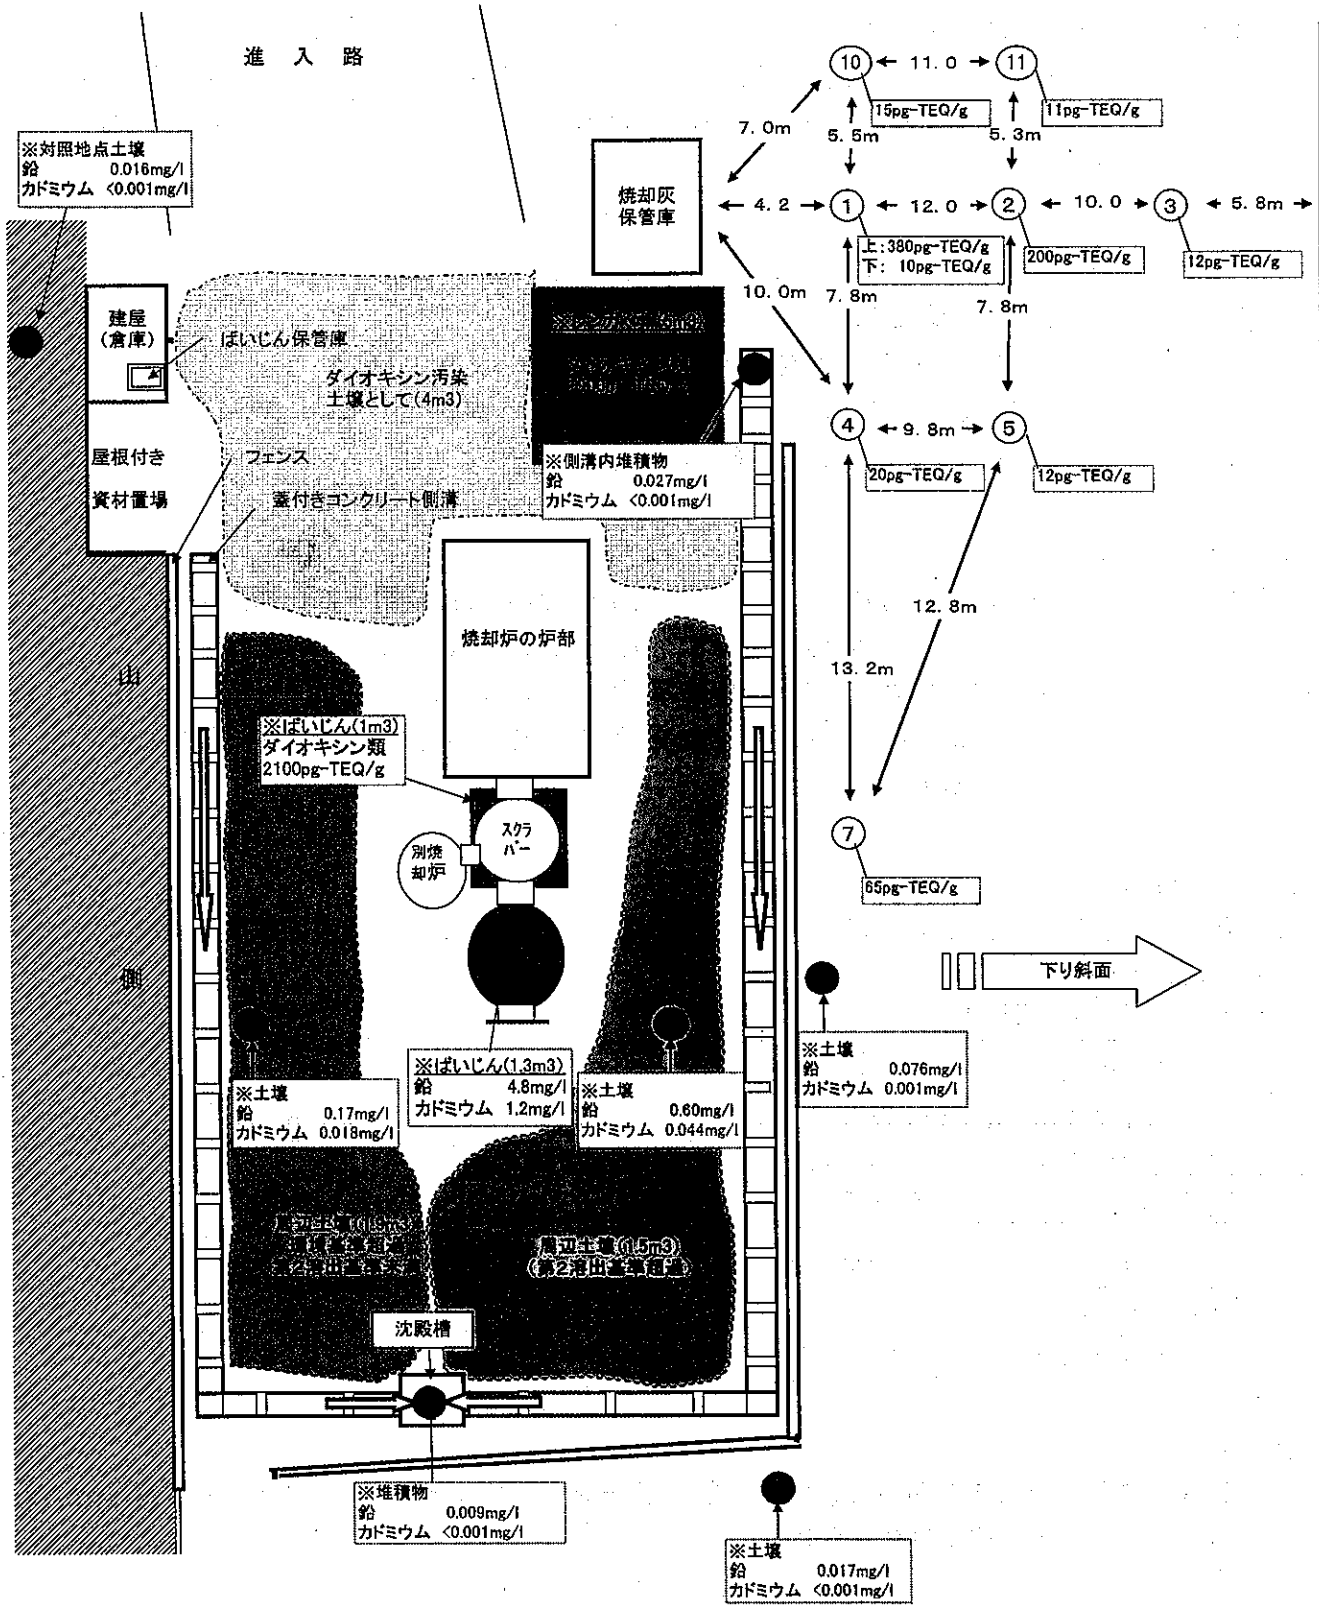 進 入 路
※対照地点土壌
鉛 0.016mg/l
カドミウム <0.001mg/l
焼却灰
保管庫
7.0m
4.2
10.0m
⑩
11.0
⑪
15pg-TEQ/g
11pg-TEQ/g
5.5m
5.3m
①
12.0
②
10.0
③
5.8m
上:380pg-TEQ/g
下: 10pg-TEQ/g
200pg-TEQ/g
12pg-TEQ/g
7.8m
7.8m
④
9.8m
⑤
20pg-TEQ/g
12pg-TEQ/g
12.8m
13.2m
⑦
65pg-TEQ/g
建屋
(倉庫)
ばいじん保管庫
ダイオキシン汚染
土壌として(4m3)
屋根付き
資材置場
フェンス
蓋付きコンクリート側溝
※側溝内堆積物
鉛 0.027mg/l
カドミウム <0.001mg/l
焼却炉の炉部
山
側
※ばいじん(1m3)
ダイオキシン類
2100pg-TEQ/g
スクラ
バー
別焼
却炉
下り斜面
※ばいじん(1.3m3)
鉛 4.8mg/l
カドミウム 1.2mg/l
※土壌
鉛 0.17mg/l
カドミウム 0.018mg/l
※土壌
鉛 0.60mg/l
カドミウム 0.044mg/l
※土壌
鉛 0.076mg/l
カドミウム 0.001mg/l
周辺土壌(15m3)
(第2溶出基準超過)
沈殿槽
※堆積物
鉛 0.009mg/l
カドミウム <0.001mg/l
※土壌
鉛 0.017mg/l
カドミウム <0.001mg/l